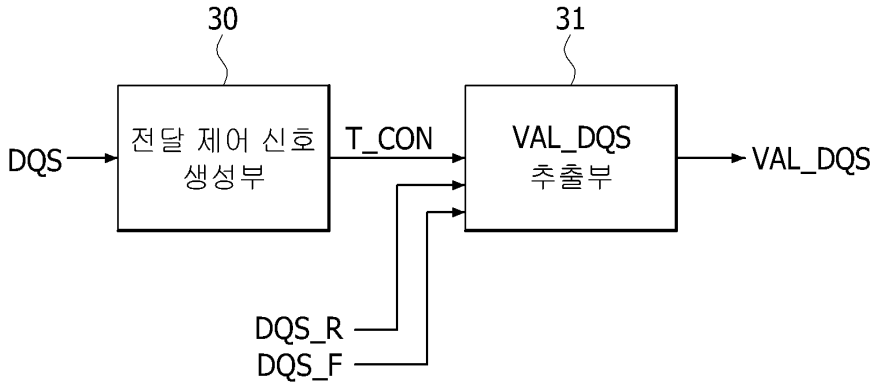 30
31
DQS
전달 제어 신호
생성부
T_CON
VAL_DQS
추출부
VAL_DQS
DQS_R
DQS_F